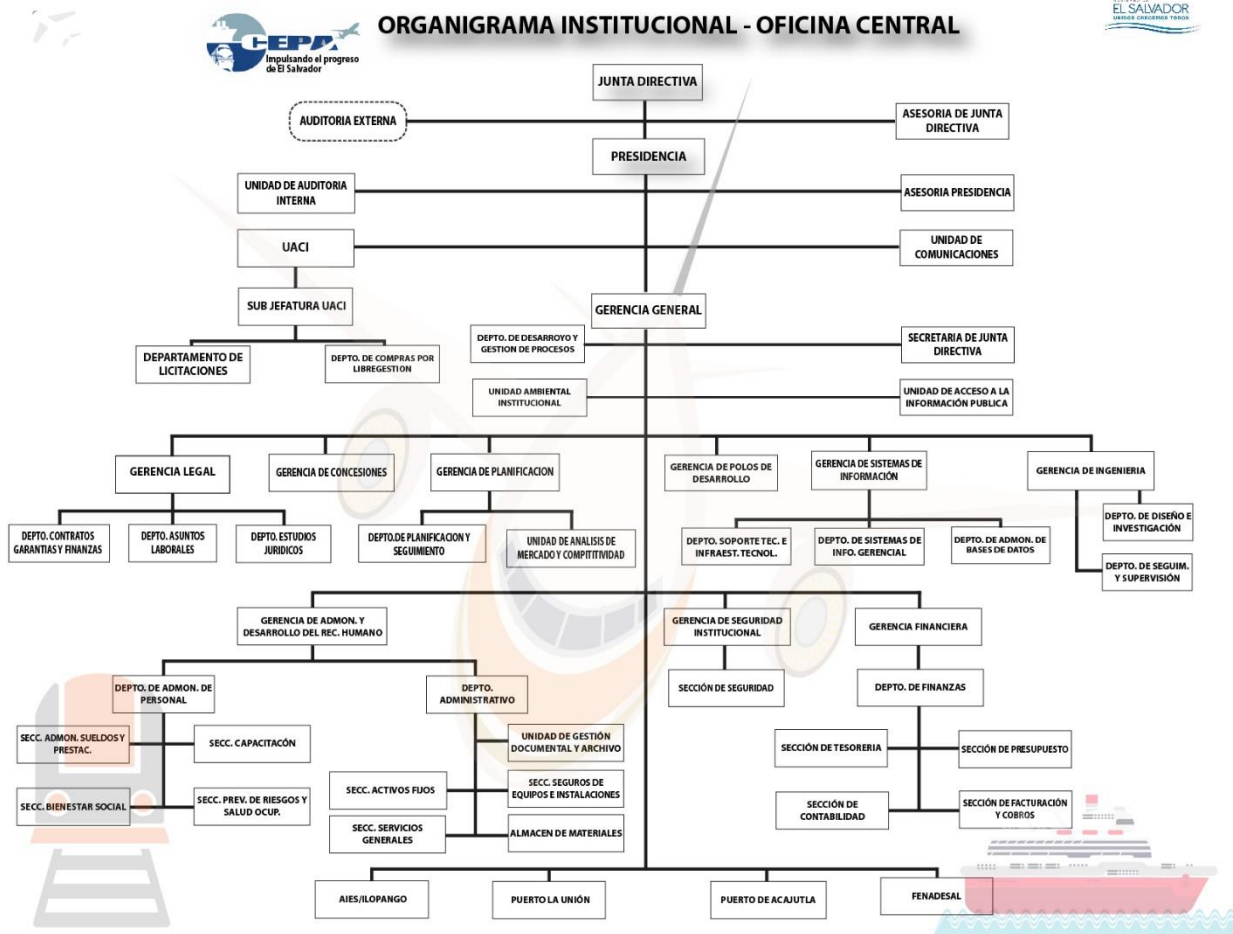 ORGANIGRAMA INSTITUCIONAL - OFICINA CENTRAL
CEPA
Impulsando el progreso
de El Salvador
EL SALVADOR
UNIDOS CRECEMOS TODOS
JUNTA DIRECTIVA
AUDITORIA EXTERNA
ASESORIA DE JUNTA
DIRECTIVA
PRESIDENCIA
UNIDAD DE AUDITORIA
INTERNA
ASESORIA PRESIDENCIA
UACI
UNIDAD DE
COMUNICACIONES
SUB JEFATURA UACI
GERENCIA GENERAL
DEPARTAMENTO DE
LICITACIONES
DEPTO. DE COMPRAS POR
LIBREGESTION
DEPTO. DE DESARROYO Y
GESTION DE PROCESOS
SECRETARIA DE JUNTA
DIRECTIVA
UNIDAD AMBIENTAL
INSTITUCIONAL
UNIDAD DE ACCESO A LA
INFORMACIÓN PUBLICA
GERENCIA LEGAL
GERENCIA DE CONCESIONES
GERENCIA DE PLANIFICACION
GERENCIA DE POLOS DE
DESARROLLO
GERENCIA DE SISTEMAS DE
INFORMACIÓN
GERENCIA DE INGENIERIA
DEPTO. CONTRATOS
GARANTIAS Y FINANZAS
DEPTO. ASUNTOS
LABORALES
DEPTO. ESTUDIOS
JURIDICOS
DEPTO.DE PLANIFICACION Y
SEGUIMIENTO
UNIDAD DE ANALISIS DE
MERCADO Y COMPITITIVIDAD
DEPTO. SOPORTE TEC. E
INFRAEST. TECNOL.
DEPTO. DE SISTEMAS DE
INFO. GERENCIAL
DEPTO. DE ADMON. DE
BASES DE DATOS
DEPTO. DE DISEÑO E
INVESTIGACIÓN
DEPTO. DE SEGUIM.
Y SUPERVISIÓN
GERENCIA DE ADMON. Y
DESARROLLO DEL REC. HUMANO
GERENCIA DE SEGURIDAD
INSTITUCIONAL
GERENCIA FINANCIERA
DEPTO. DE ADMON. DE
PERSONAL
DEPTO.
ADMINISTRATIVO
SECCIÓN DE SEGURIDAD
DEPTO. DE FINANZAS
SECC. ADMON. SUELDOS Y
PRESTAC.
SECC. CAPACITACÓN
UNIDAD DE GESTIÓN
DOCUMENTAL Y ARCHIVO
SECCIÓN DE TESORERIA
SECCIÓN DE PRESUPUESTO
SECC. BIENESTAR SOCIAL
SECC. PREV. DE RIESGOS Y
SALUD OCUP.
SECC. ACTIVOS FIJOS
SECC. SEGUROS DE
EQUIPOS E INSTALACIONES
SECCIÓN DE
CONTABILIDAD
SECCIÓN DE FACTURACIÓN
Y COBROS
SECC. SERVICIOS
GENERALES
ALMACEN DE MATERIALES
AIES/ILOPANGO
PUERTO LA UNIÓN
PUERTO DE ACAJUTLA
FENADESAL